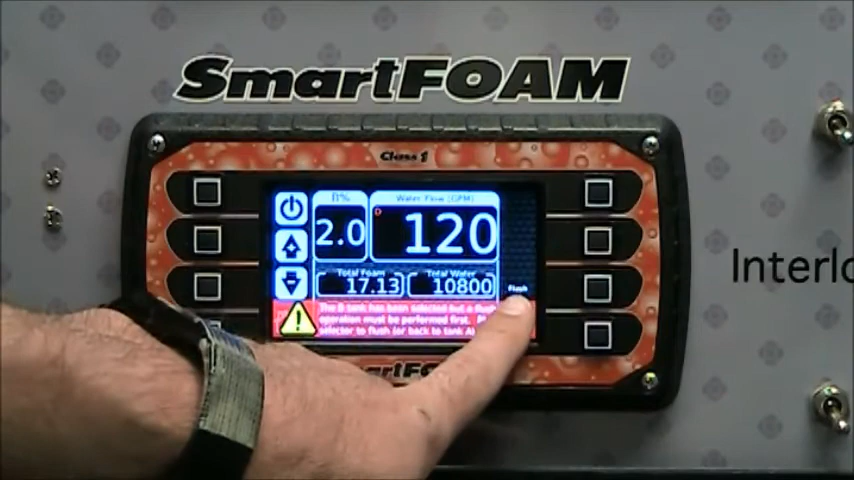 SmartFOAM
Class 1
B%
Water Flow (GPM)
2.0
120
Total Foam
Total Water
17.13
10800
Flush
The B tank has been selected but a flush
operation must be performed first.
selector to flush (or back to tank A)
Interlo